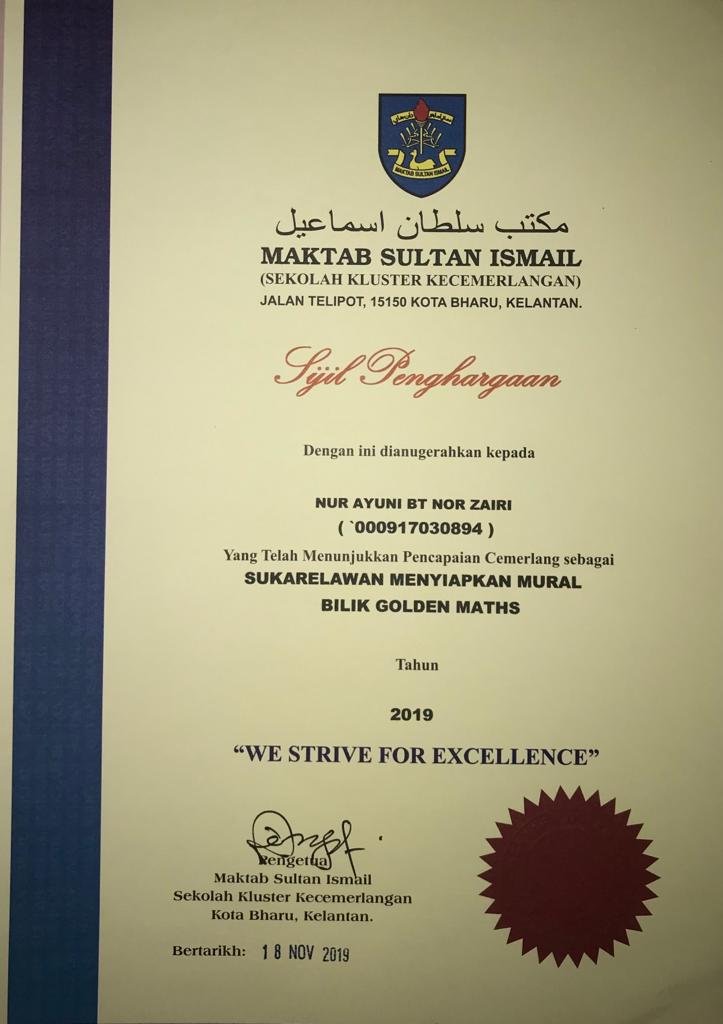 MAKTAB SULTAN ISMAIL
مكتب سلطان اسماعيل
MAKTAB SULTAN ISMAIL
(SEKOLAH KLUSTER KECEMERLANGAN)
JALAN TELIPOT, 15150 KOTA BHARU, KELANTAN.
Sijil Penghargaan
Dengan ini dianugerahkan kepada
NUR AYUNI BT NOR ZAIRI
( `000917030894 )
Yang Telah Menunjukkan Pencapaian Cemerlang sebagai
SUKARELAWAN MENYIAPKAN MURAL
BILIK GOLDEN MATHS
Tahun
2019
“WE STRIVE FOR EXCELLENCE”
Pengetua
Maktab Sultan Ismail
Sekolah Kluster Kecemerlangan
Kota Bharu, Kelantan.
Bertarikh: 18 NOV 2019